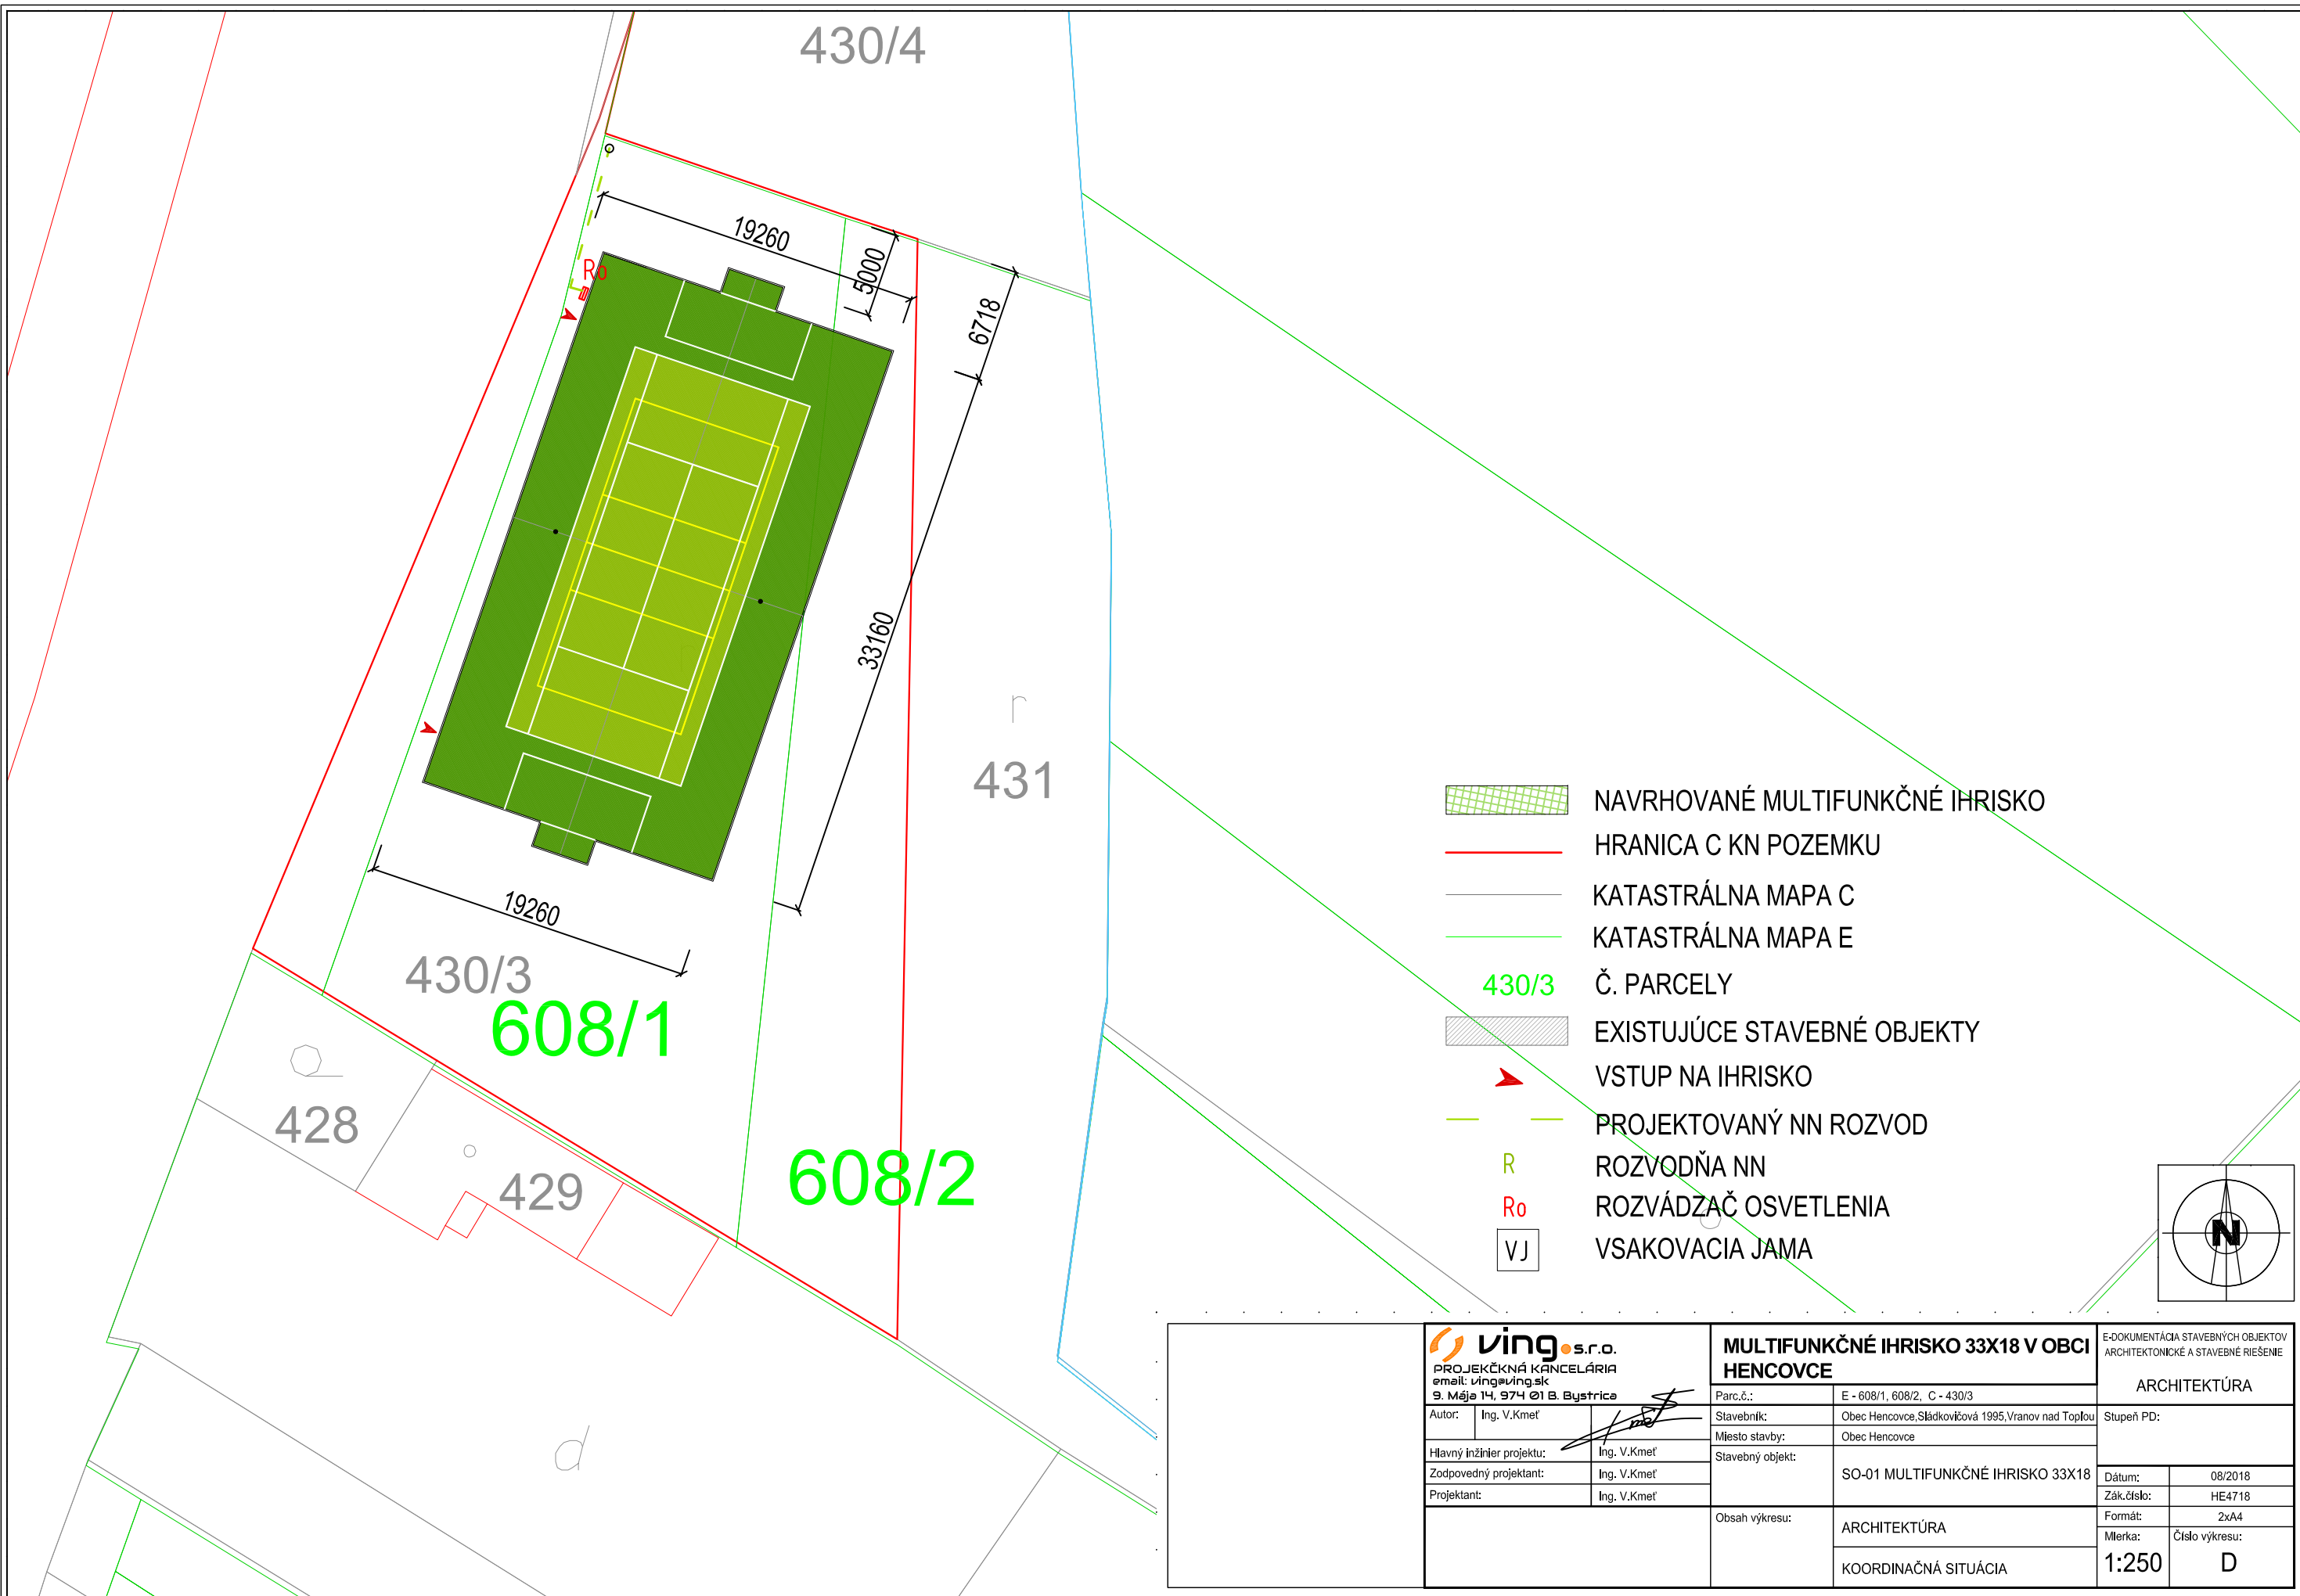 430/4
19260
5000
6718
Ro
33160
r
431
19260
430/3
608/1
428
429
608/2
d
NAVRHOVANÉ MULTIFUNKČNÉ IHRISKO
HRANICA C KN POZEMKU
KATASTRÁLNA MAPA C
KATASTRÁLNA MAPA E
430/3 Č. PARCELY
EXISTUJÚCE STAVEBNÉ OBJEKTY
VSTUP NA IHRISKO
PROJEKTOVANÝ NN ROZVOD
R ROZVODŇA NN
Ro ROZVÁDZAČ OSVETLENIA
VJ VSAKOVACIA JAMA
N
ving s.r.o.
PROJEKČKNÁ KANCELÁRIA
email: ving@ving.sk
9. Mája 14, 974 01 B. Bystrica
Autor: Ing. V.Kmeť
Hlavný inžinier projektu: Ing. V.Kmeť
Zodpovedný projektant: Ing. V.Kmeť
Projektant: Ing. V.Kmeť
MULTIFUNKČNÉ IHRISKO 33X18 V OBCI
HENCOVCE
Parc.č.: E - 608/1, 608/2, C - 430/3
Stavebník: Obec Hencovce,Sládkovičová 1995,Vranov nad Topľou
Miesto stavby: Obec Hencovce
Stavebný objekt: SO-01 MULTIFUNKČNÉ IHRISKO 33X18
Obsah výkresu: ARCHITEKTÚRA
KOORDINAČNÁ SITUÁCIA
E-DOKUMENTÁCIA STAVEBNÝCH OBJEKTOV
ARCHITEKTONICKÉ A STAVEBNÉ RIEŠENIE
ARCHITEKTÚRA
Stupeň PD:
Dátum: 08/2018
Zák.číslo: HE4718
Formát: 2xA4
Mierka: Číslo výkresu:
1:250 D